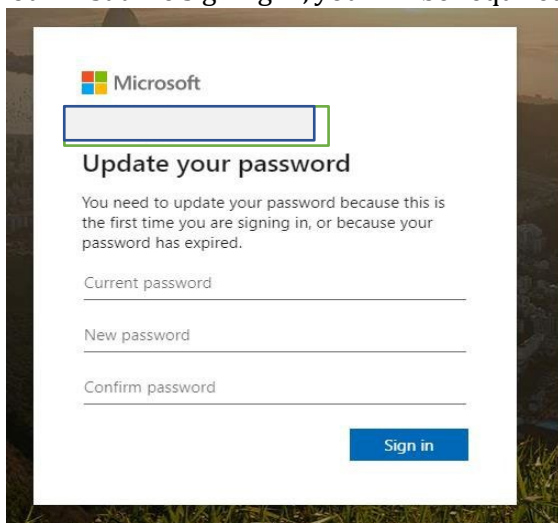 Microsoft
Update your password
You need to update your password because this is
the first time you are signing in, or because your
password has expired.
Current password
New password
Confirm password
Sign in